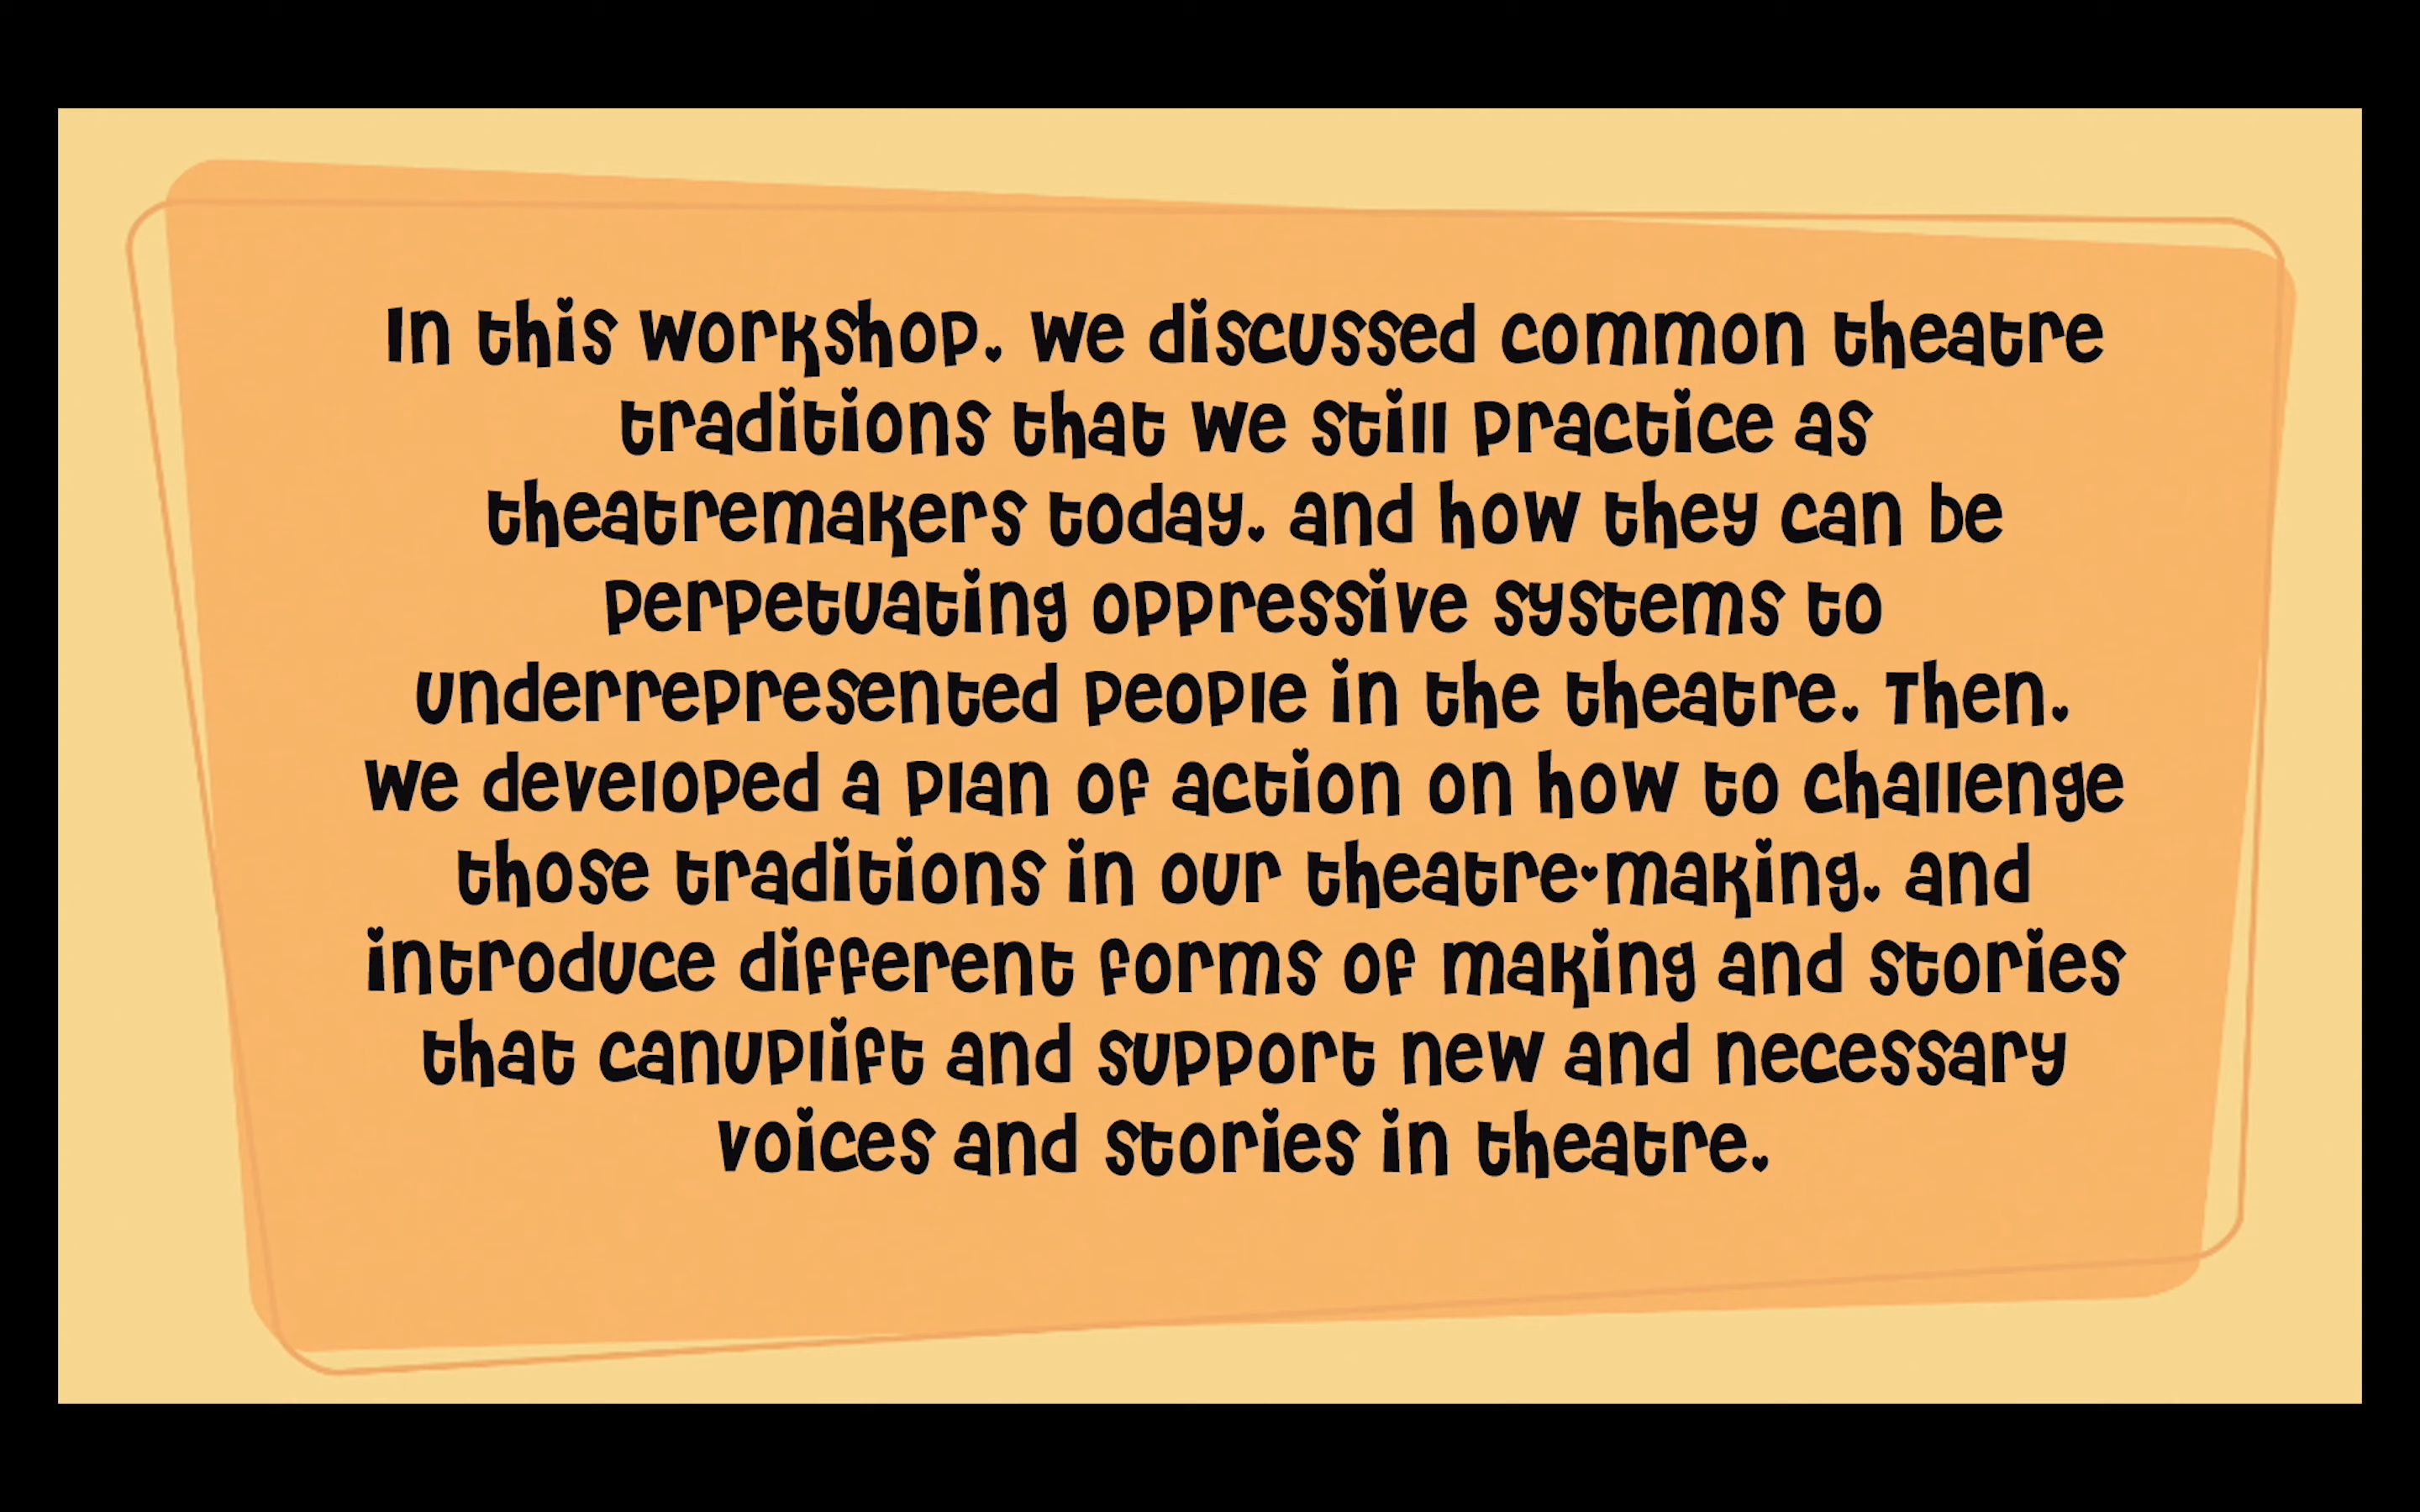 In this workshop, we discussed common theatre
traditions that we still practice as
theatremakers today, and how they can be
perpetuating oppressive systems to
underrepresented people in the theatre. Then,
we developed a plan of action on how to challenge
those traditions in our theatre-making, and
introduce different forms of making and stories
that canuplift and support new and necessary
voices and stories in theatre.